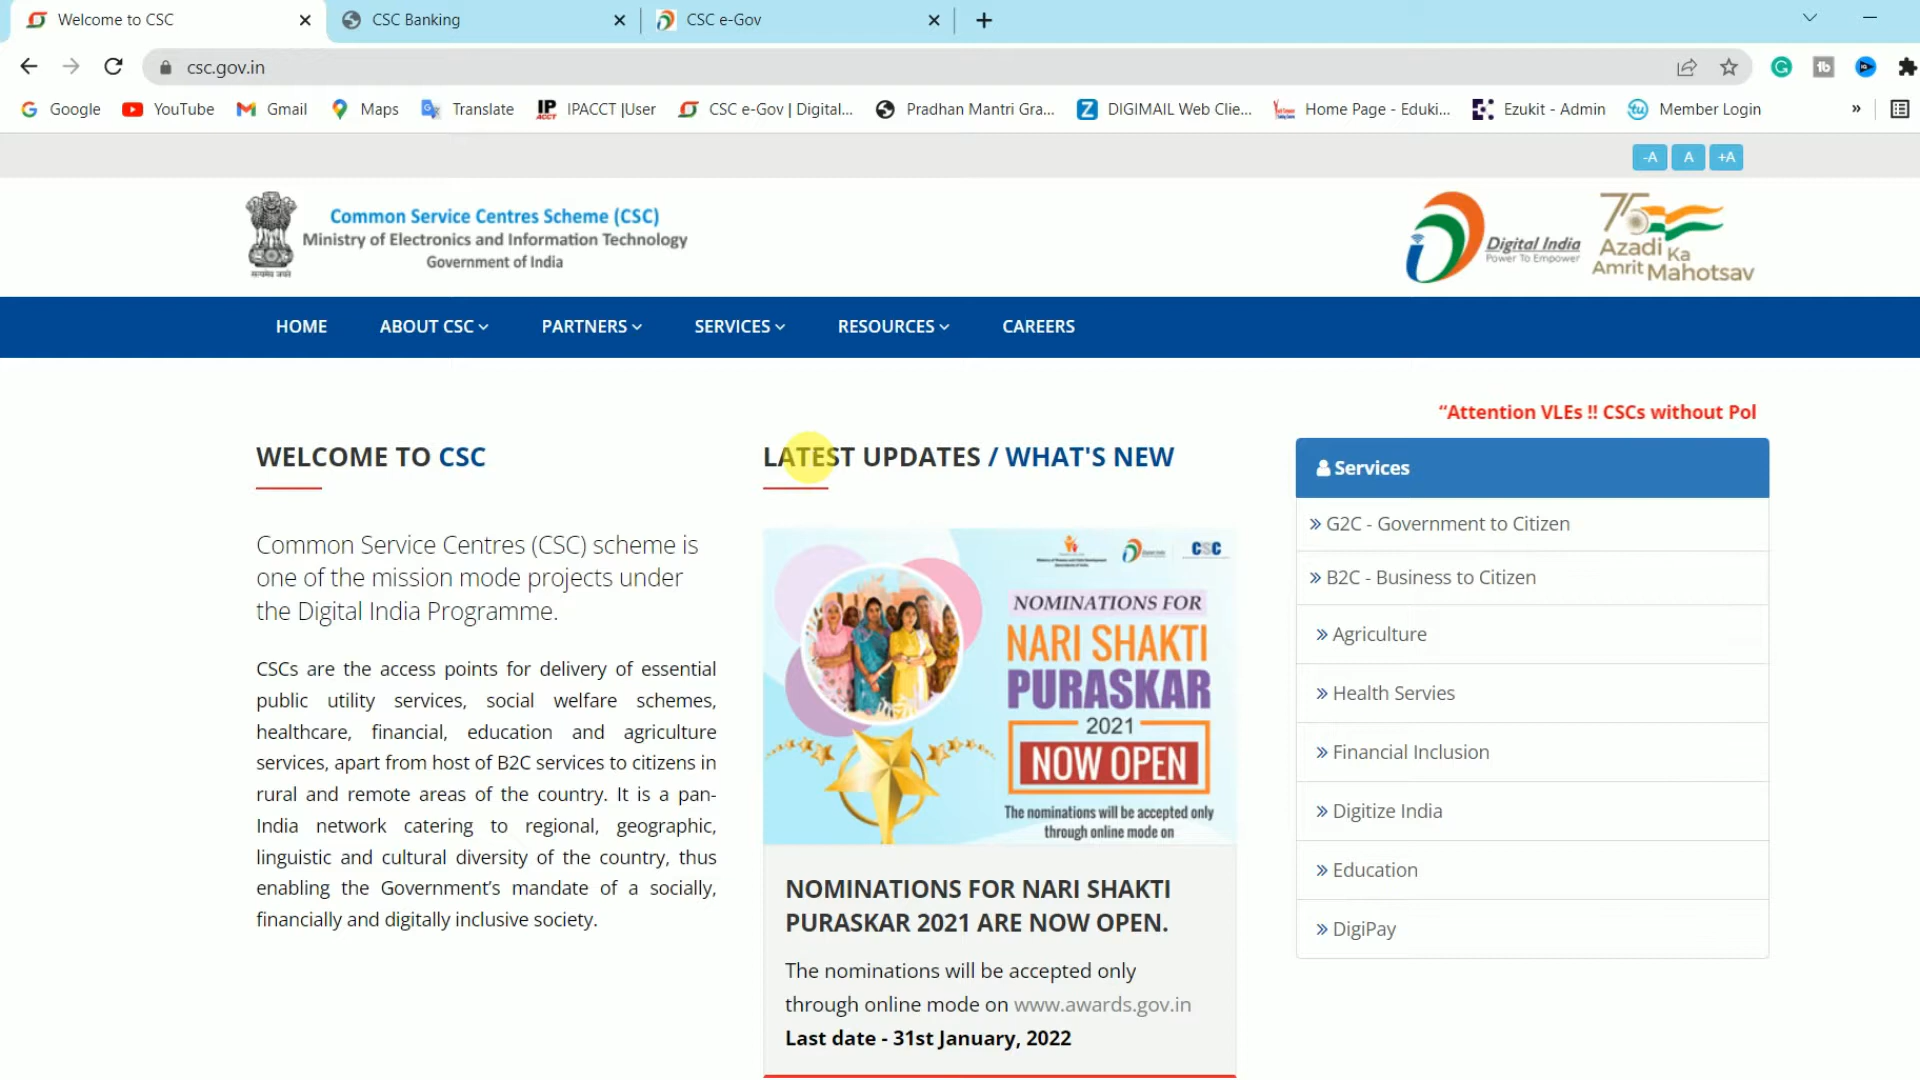 Welcome to CSC
CSC Banking
CSC e-Gov
csc.gov.in
Google
YouTube
Gmail
Maps
Translate
IPACCT |User
CSC e-Gov | Digital...
Pradhan Mantri Gra...
DIGIMAIL Web Clie...
Home Page - Eduki...
Ezukit - Admin
Member Login
»
-A
A
+A
सत्यमेव जयते
Common Service Centres Scheme (CSC)
Ministry of Electronics and Information Technology
Government of India
Digital India
Power To Empower
75
Azadi Ka
Amrit Mahotsav
HOME
ABOUT CSC
PARTNERS
SERVICES
RESOURCES
CAREERS
“Attention VLEs !! CSCs without Pol
WELCOME TO CSC
Common Service Centres (CSC) scheme is
one of the mission mode projects under
the Digital India Programme.
CSCs are the access points for delivery of essential
public utility services, social welfare schemes,
healthcare, financial, education and agriculture
services, apart from host of B2C services to citizens in
rural and remote areas of the country. It is a pan-
India network catering to regional, geographic,
linguistic and cultural diversity of the country, thus
enabling the Government’s mandate of a socially,
financially and digitally inclusive society.
LATEST UPDATES / WHAT'S NEW
CSC
NOMINATIONS FOR
NARI SHAKTI
PURASKAR
2021
NOW OPEN
The nominations will be accepted only
through online mode on
NOMINATIONS FOR NARI SHAKTI
PURASKAR 2021 ARE NOW OPEN.
The nominations will be accepted only
through online mode on www.awards.gov.in
Last date - 31st January, 2022
Services
» G2C - Government to Citizen
» B2C - Business to Citizen
» Agriculture
» Health Servies
» Financial Inclusion
» Digitize India
» Education
» DigiPay